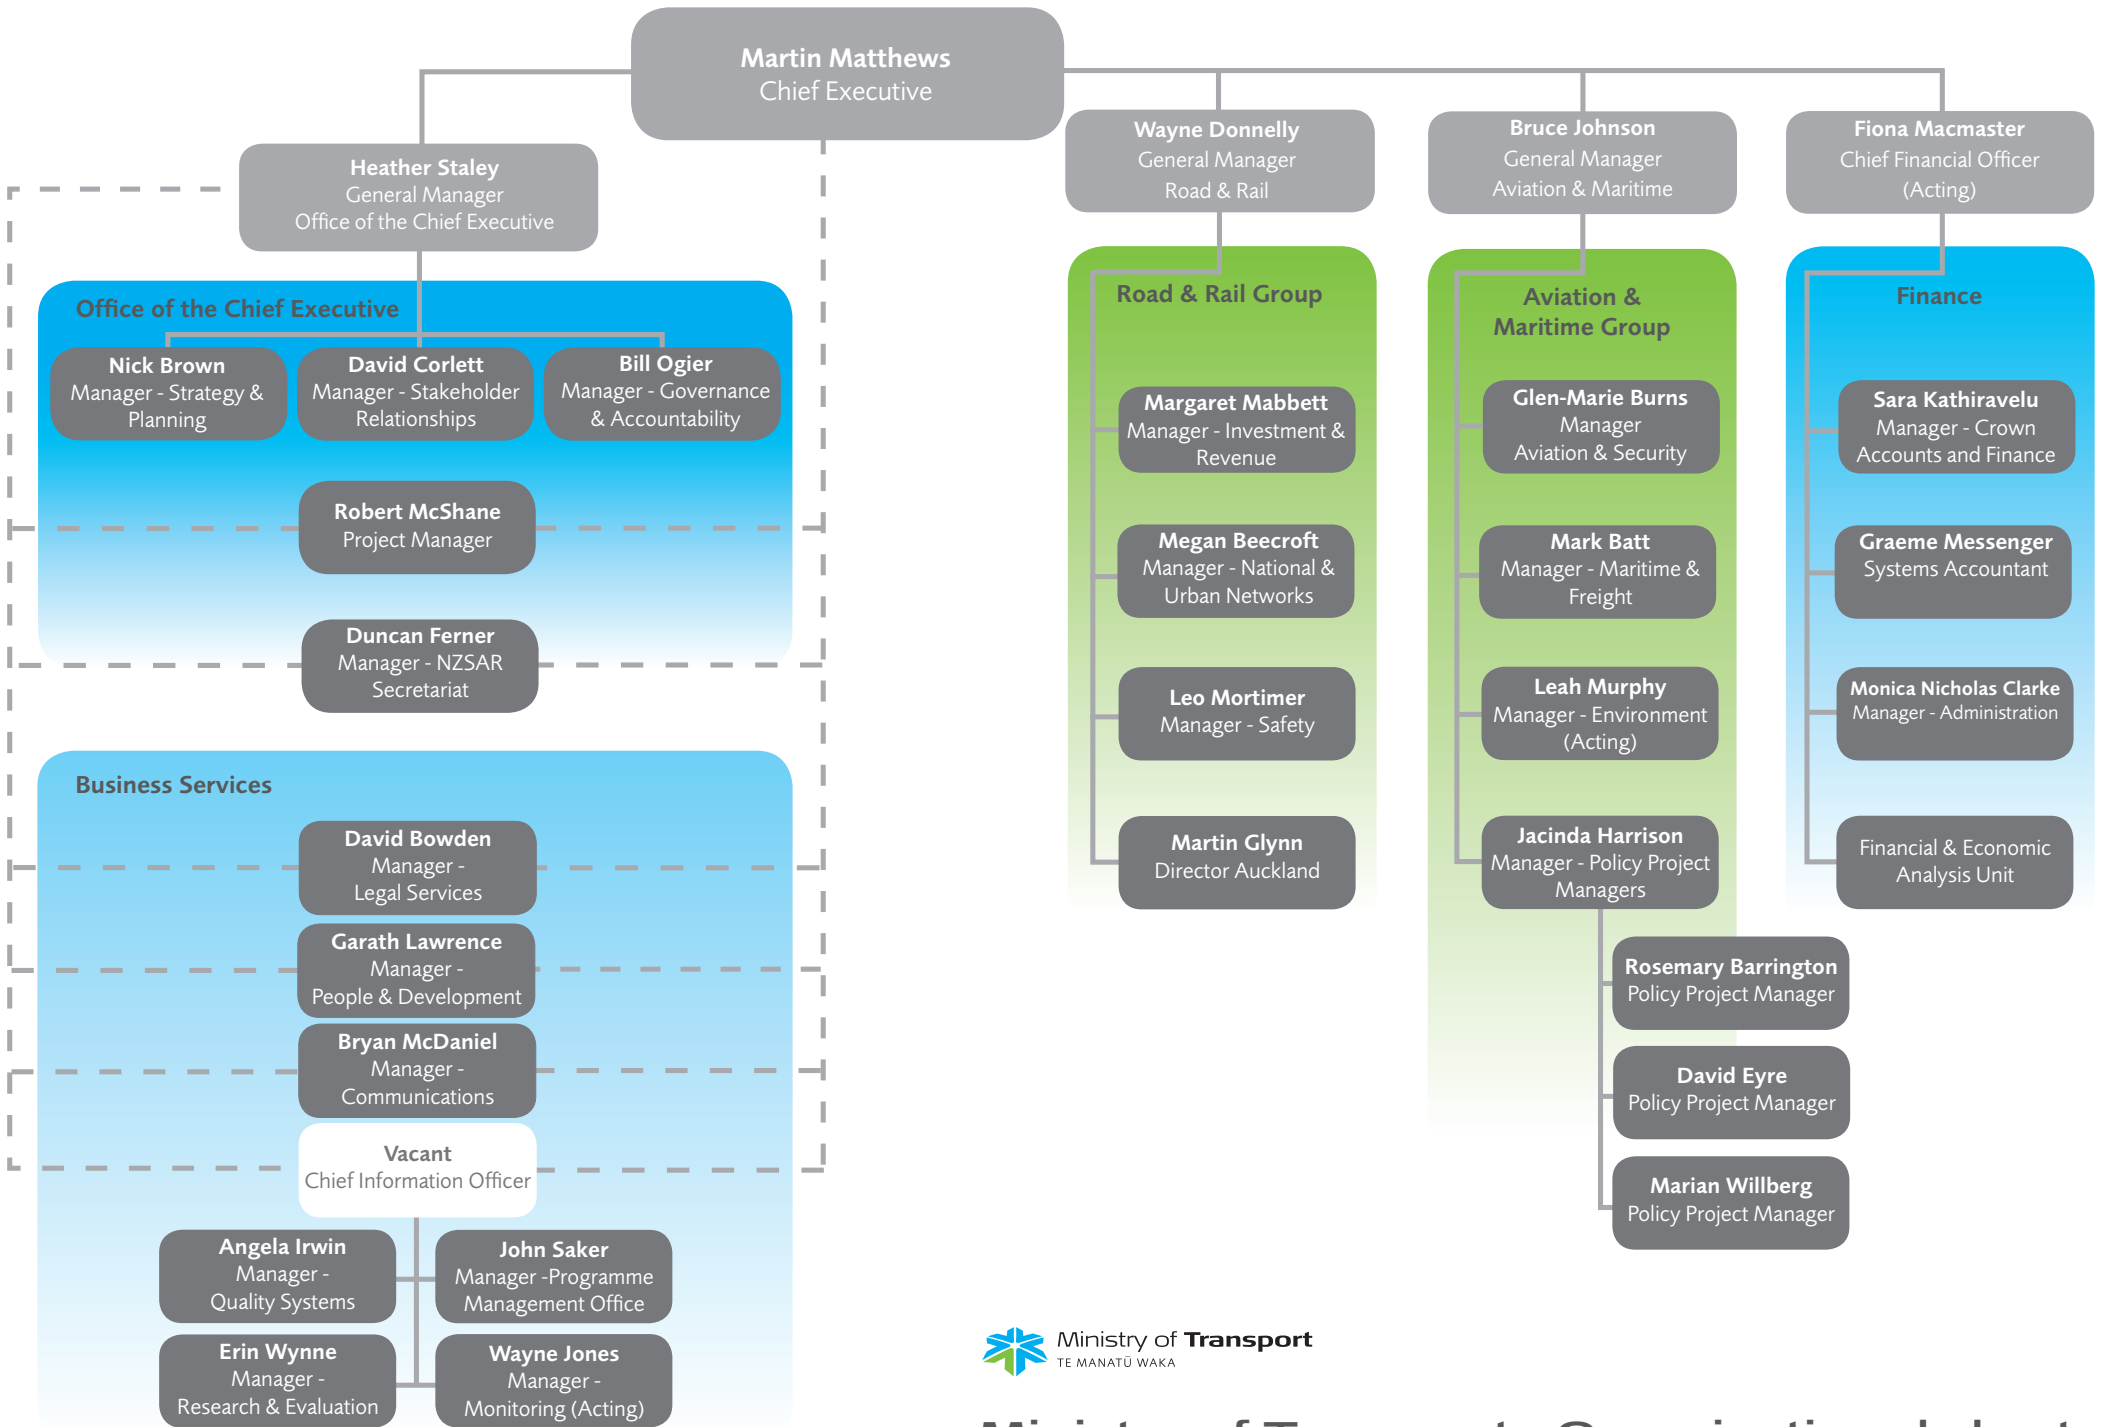 Martin Matthews
Chief Executive
Heather Staley
General Manager
Office of the Chief Executive
Wayne Donnelly
General Manager
Road & Rail
Bruce Johnson
General Manager
Aviation & Maritime
Fiona Macmaster
Chief Financial Officer
(Acting)
Office of the Chief Executive
Nick Brown
Manager - Strategy &
Planning
David Corlett
Manager - Stakeholder
Relationships
Bill Ogier
Manager - Governance
& Accountability
Robert McShane
Project Manager
Duncan Ferner
Manager - NZSAR
Secretariat
Business Services
David Bowden
Manager -
Legal Services
Garath Lawrence
Manager -
People & Development
Bryan McDaniel
Manager -
Communications
Vacant
Chief Information Officer
Angela Irwin
Manager -
Quality Systems
John Saker
Manager -Programme
Management Office
Erin Wynne
Manager -
Research & Evaluation
Wayne Jones
Manager -
Monitoring (Acting)
Road & Rail Group
Margaret Mabbett
Manager - Investment &
Revenue
Megan Beecroft
Manager - National &
Urban Networks
Leo Mortimer
Manager - Safety
Martin Glynn
Director Auckland
Aviation &
Maritime Group
Glen-Marie Burns
Manager
Aviation & Security
Mark Batt
Manager - Maritime &
Freight
Leah Murphy
Manager - Environment
(Acting)
Jacinda Harrison
Manager - Policy Project
Managers
Rosemary Barrington
Policy Project Manager
David Eyre
Policy Project Manager
Marian Willberg
Policy Project Manager
Finance
Sara Kathiravelu
Manager - Crown
Accounts and Finance
Graeme Messenger
Systems Accountant
Monica Nicholas Clarke
Manager - Administration
Financial & Economic
Analysis Unit
Ministry of Transport
TE MANATŪ WAKA